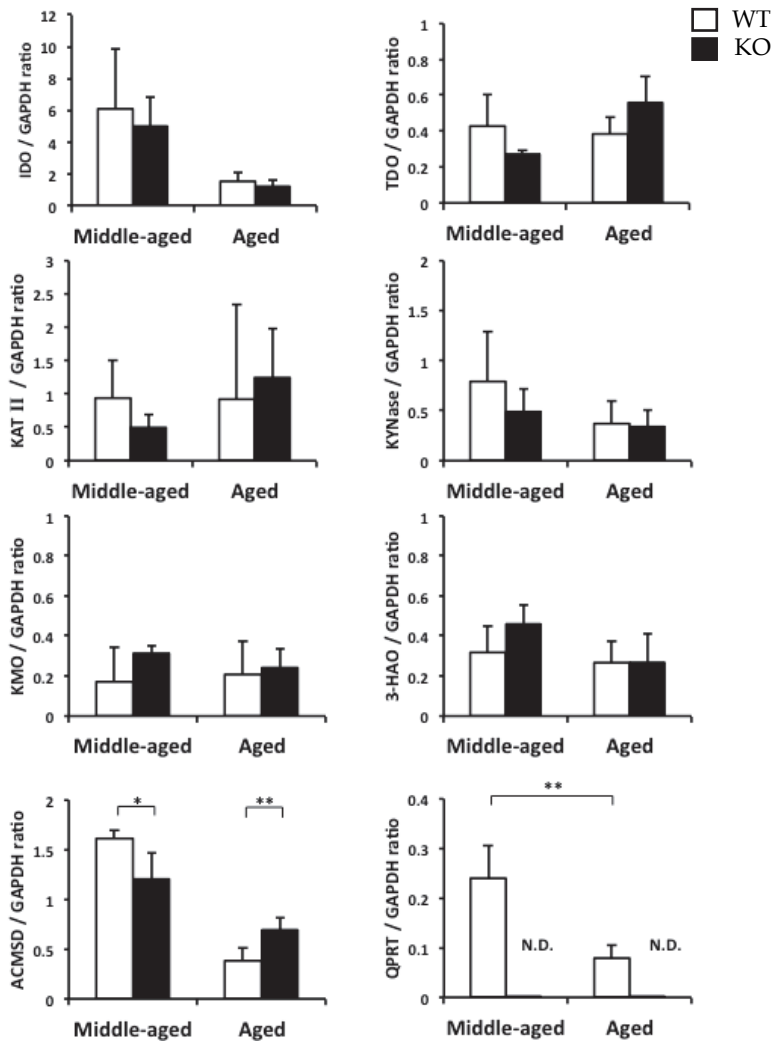 WT
KO
IDO / GAPDH ratio
12
10
8
6
4
2
0
Middle-aged
Aged
TDO / GAPDH ratio
1
0.8
0.6
0.4
0.2
0
Middle-aged
Aged
KAT II / GAPDH ratio
3
2.5
2
1.5
1
0.5
0
Middle-aged
Aged
KYNase / GAPDH ratio
2
1.5
1
0.5
0
Middle-aged
Aged
KMO / GAPDH ratio
1
0.8
0.6
0.4
0.2
0
Middle-aged
Aged
3-HAO / GAPDH ratio
1
0.8
0.6
0.4
0.2
0
Middle-aged
Aged
ACMSD / GAPDH ratio
2
1.5
1
0.5
0
*
**
Middle-aged
Aged
QPRT / GAPDH ratio
0.4
0.3
0.2
0.1
0
**
N.D.
N.D.
Middle-aged
Aged